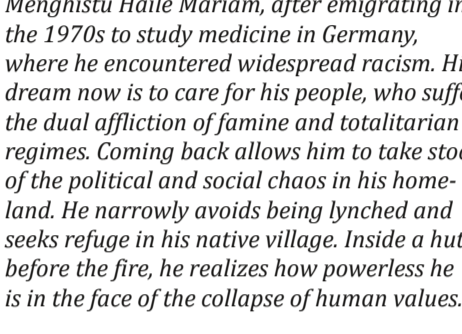 Menghistu Haile Mariam, after emigrating in
the 1970s to study medicine in Germany,
where he encountered widespread racism. Hi
dream now is to care for his people, who suffe
the dual affliction of famine and totalitarian
regimes. Coming back allows him to take stoc
of the political and social chaos in his home-
land. He narrowly avoids being lynched and
seeks refuge in his native village. Inside a hut
before the fire, he realizes how powerless he
is in the face of the collapse of human values.